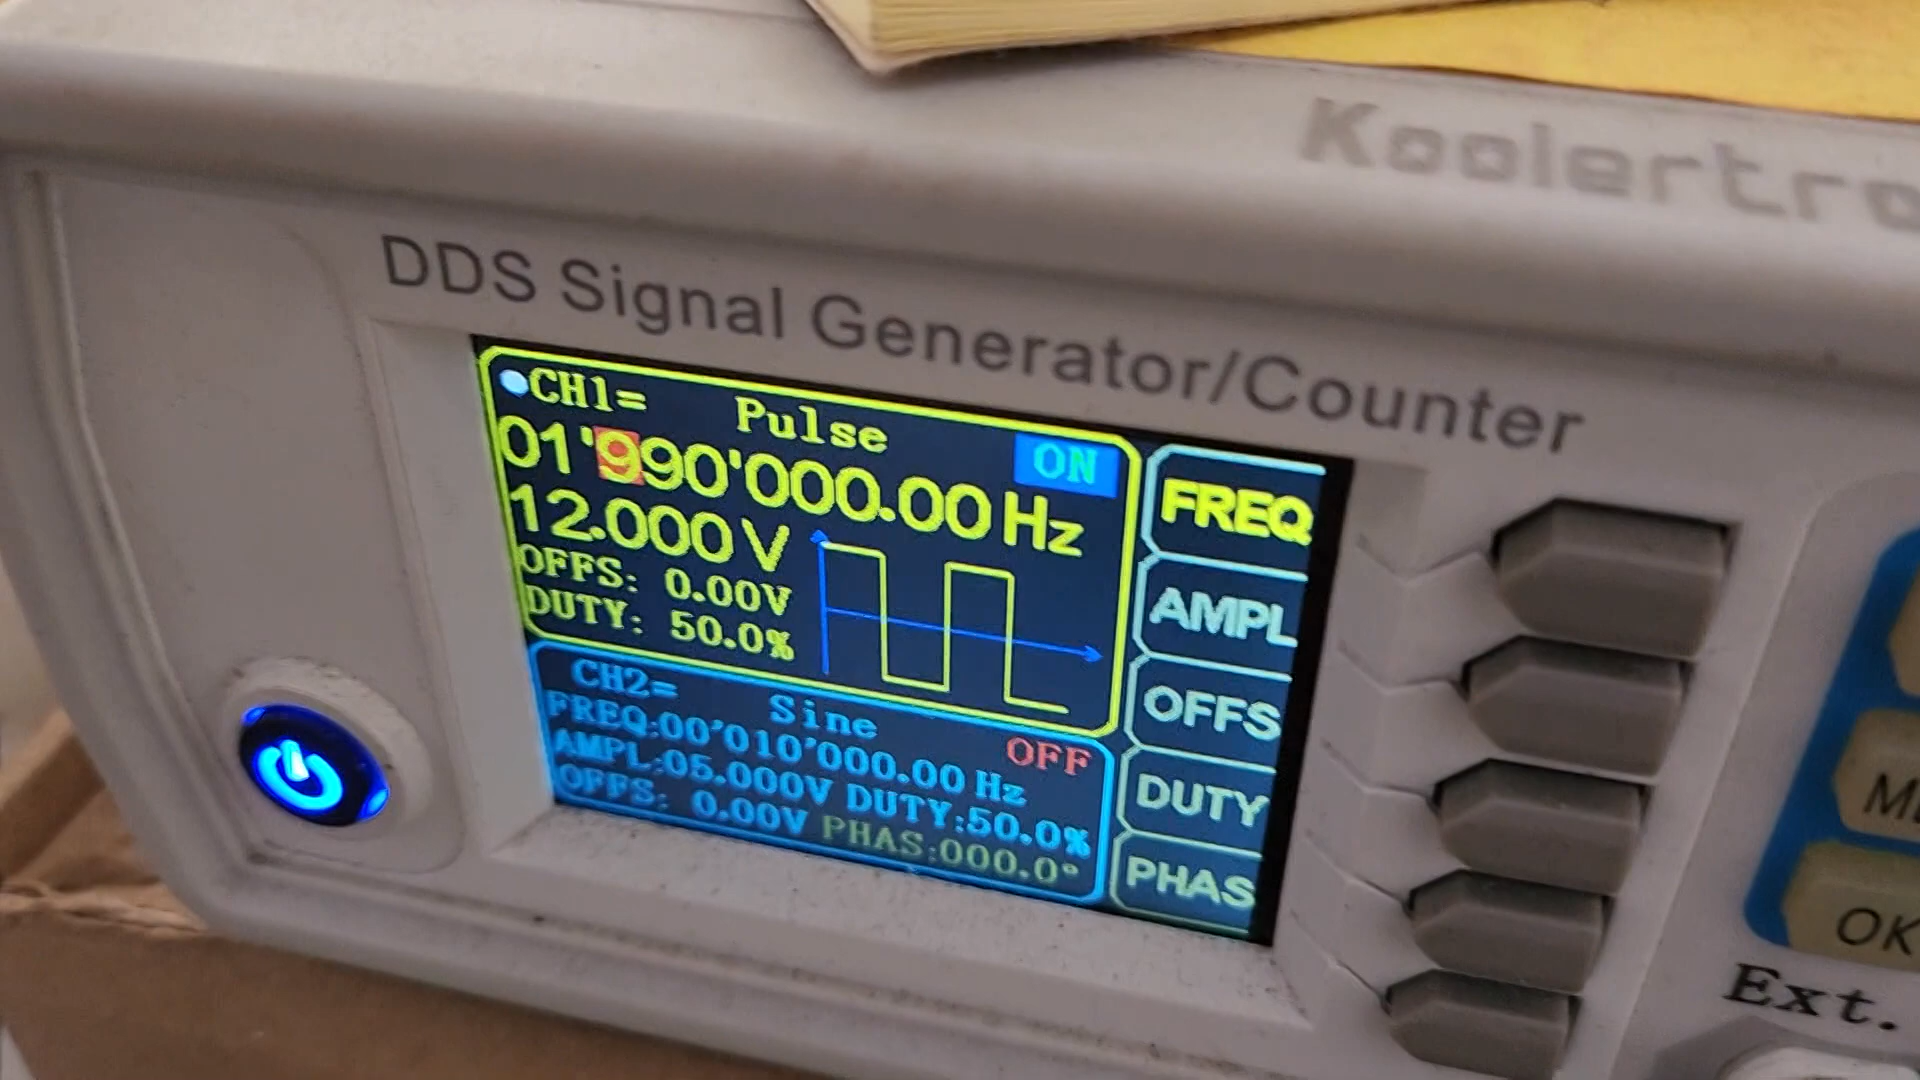 Koolertro
DDS Signal Generator/Counter
CH1= Pulse
ON
01'990'000.00 Hz
12.000 V
OFFS: 0.00V
DUTY: 50.0%
CH2= Sine
OFF
FREQ:00'010'000.00 Hz
AMPL:05.000V DUTY:50.0%
OFFS: 0.00V PHAS:000.0°
FREQ
AMPL
OFFS
DUTY
PHAS
OK
Ext.